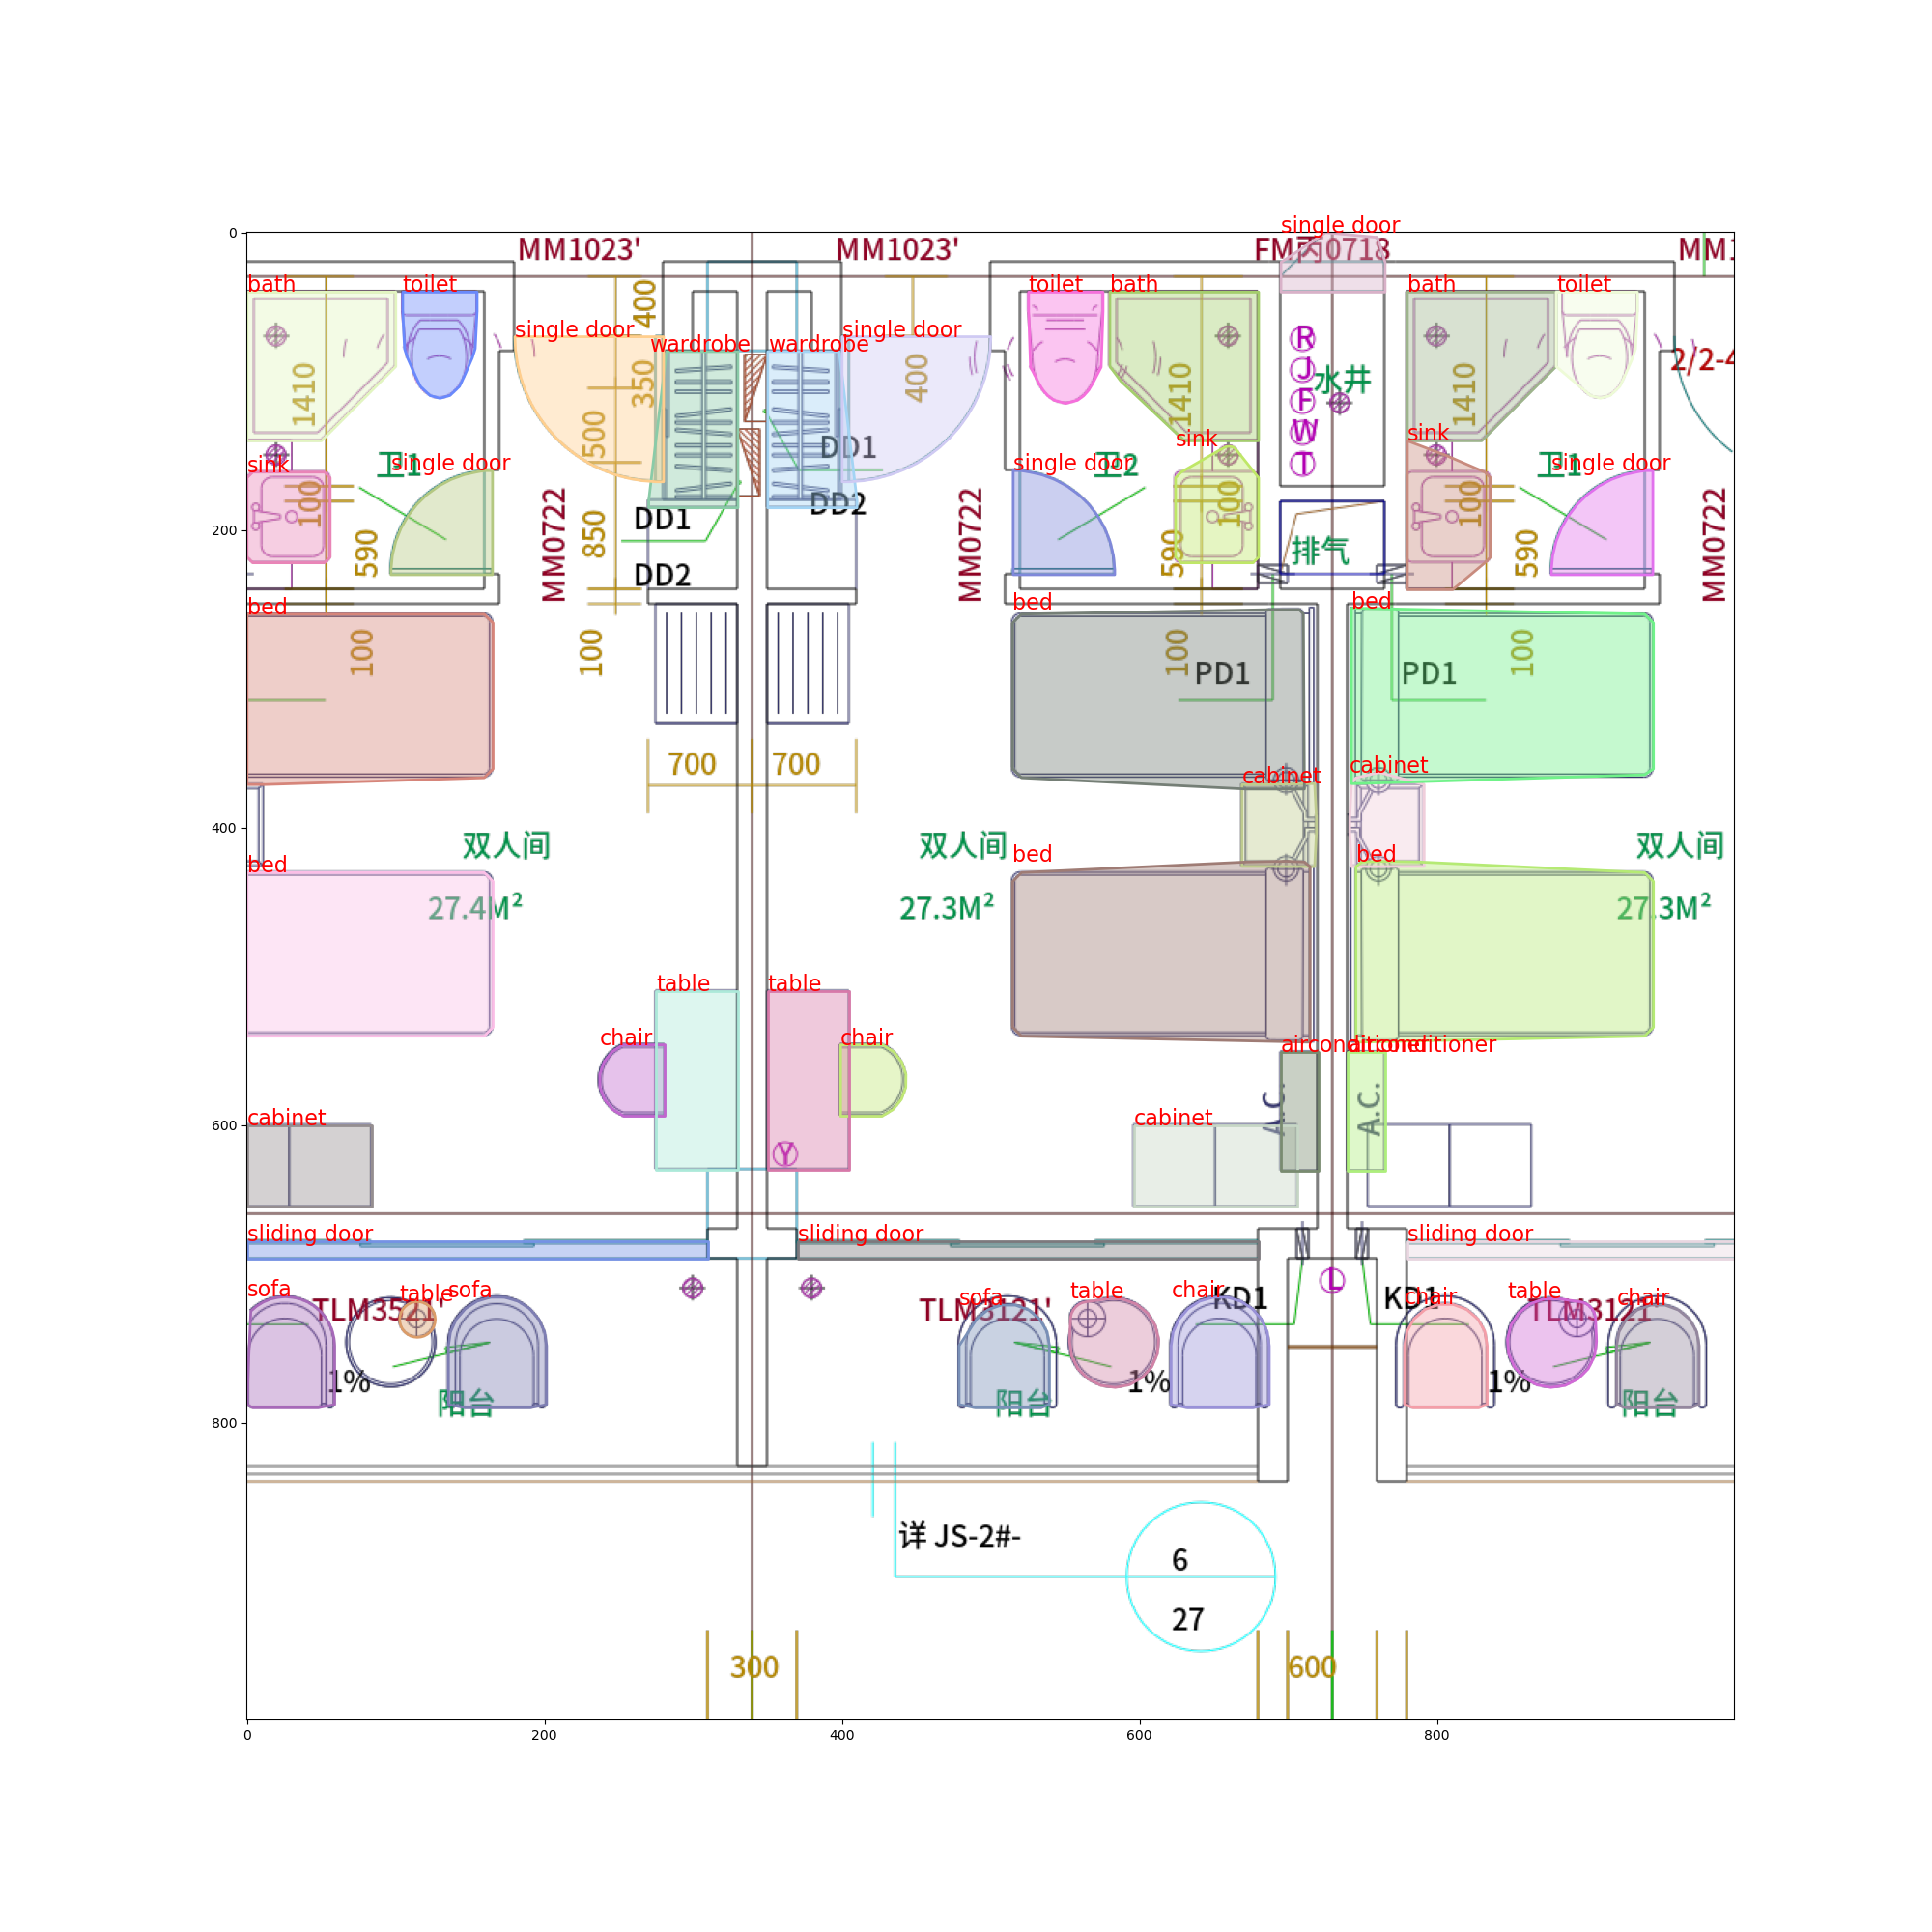 single door
MM1023'
MM1023'
FM丙0718
MM1
bath
toilet
400
toilet
bath
bath
toilet
single door
wardrobe
wardrobe
single door
R
J
F
W
T
水井
2/2-4
1410
350
500
400
1410
1410
DD1
sink
卫1
single door
single door
卫2
sink
sink
single door
卫1
100
590
MM0722
850
DD1
DD2
DD2
MM0722
590
100
排气
100
590
MM0722
bed
bed
bed
100
100
100
PD1
PD1
100
700
700
cabinet
cabinet
双人间
双人间
双人间
bed
bed
bed
27.4M²
27.3M²
27.3M²
table
table
chair
chair
airconditioner
airconditioner
A.C.
A.C.
cabinet
cabinet
Y
sliding door
sliding door
sliding door
sofa
table
sofa
TLM3521'
sofa
TLM3121'
table
chair
KD1
L
KD1
chair
table
TLM3121'
chair
1%
1%
1%
阳台
阳台
阳台
详 JS-2#-
6
27
300
600
0
200
400
600
800
0
200
400
600
800